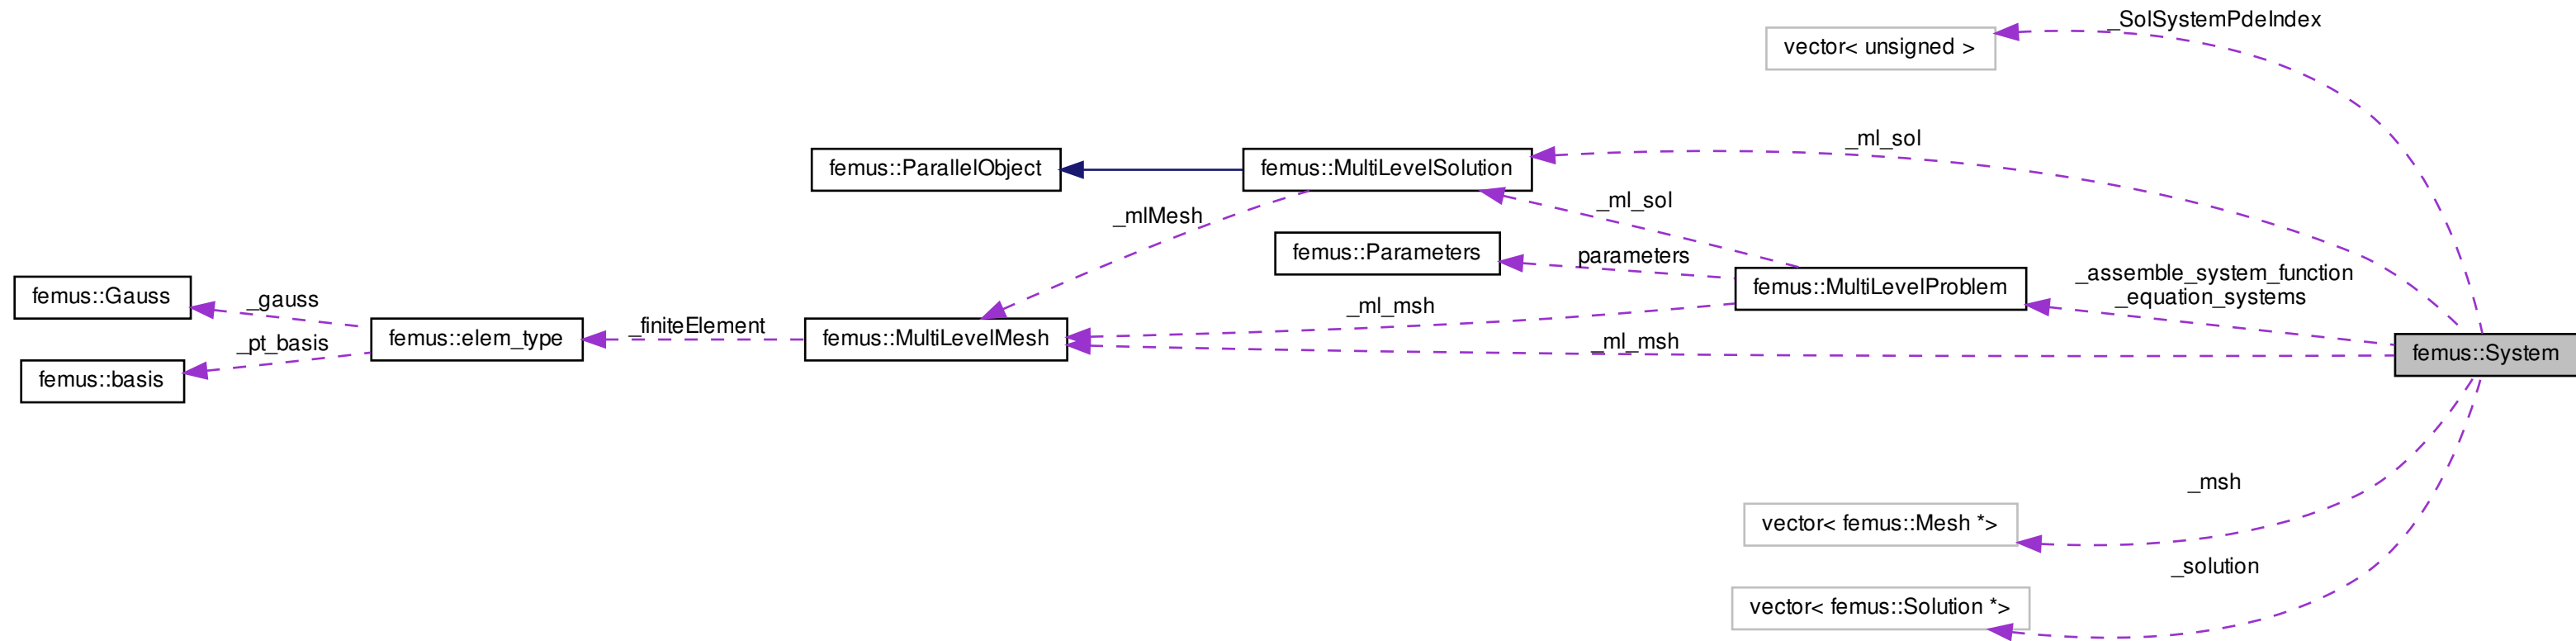 _SolSystemPdeIndex
vector< unsigned >
_ml_sol
femus::ParallelObject
femus::MultiLevelSolution
_ml_sol
_mlMesh
femus::Parameters
parameters
_assemble_system_function
_equation_systems
femus::MultiLevelProblem
femus::Gauss
_gauss
_ml_msh
_finiteElement
femus::elem_type
femus::MultiLevelMesh
_pt_basis
_ml_msh
femus::System
femus::basis
_msh
vector< femus::Mesh *>
_solution
vector< femus::Solution *>